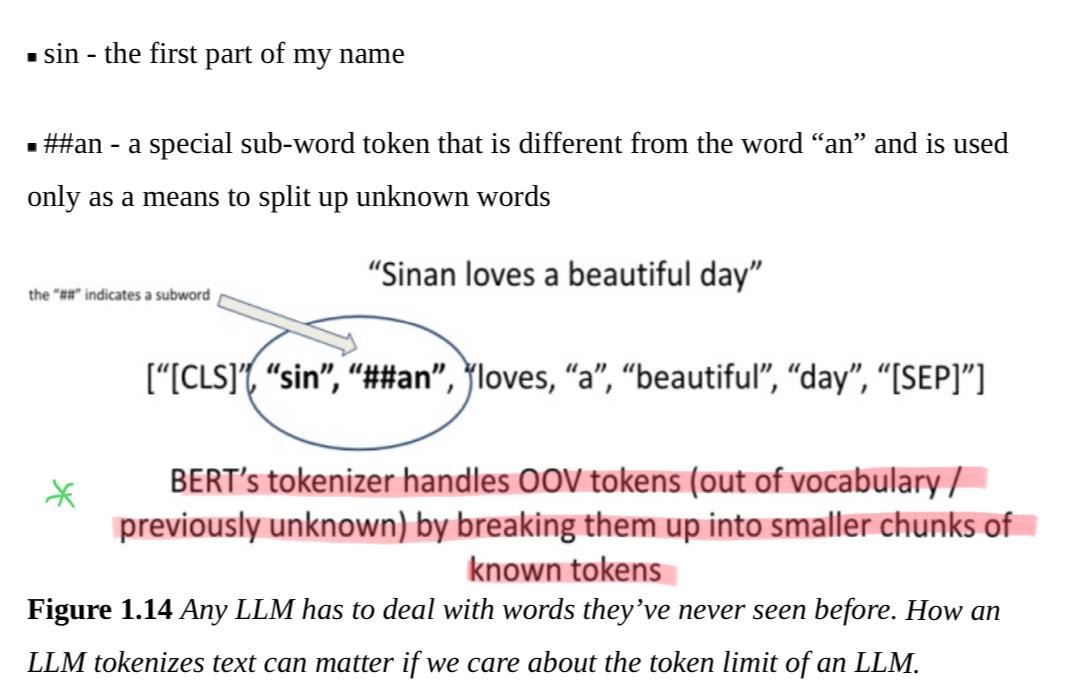 ▪ sin - the first part of my name
▪ ##an - a special sub-word token that is different from the word “an” and is used
only as a means to split up unknown words
“Sinan loves a beautiful day”
the “##” indicates a subword
[“[CLS]”, “sin”, “##an”, “loves, “a”, “beautiful”, “day”, “[SEP]”]
BERT’s tokenizer handles OOV tokens (out of vocabulary /
previously unknown) by breaking them up into smaller chunks of
known tokens
Figure 1.14 Any LLM has to deal with words they’ve never seen before. How an
LLM tokenizes text can matter if we care about the token limit of an LLM.